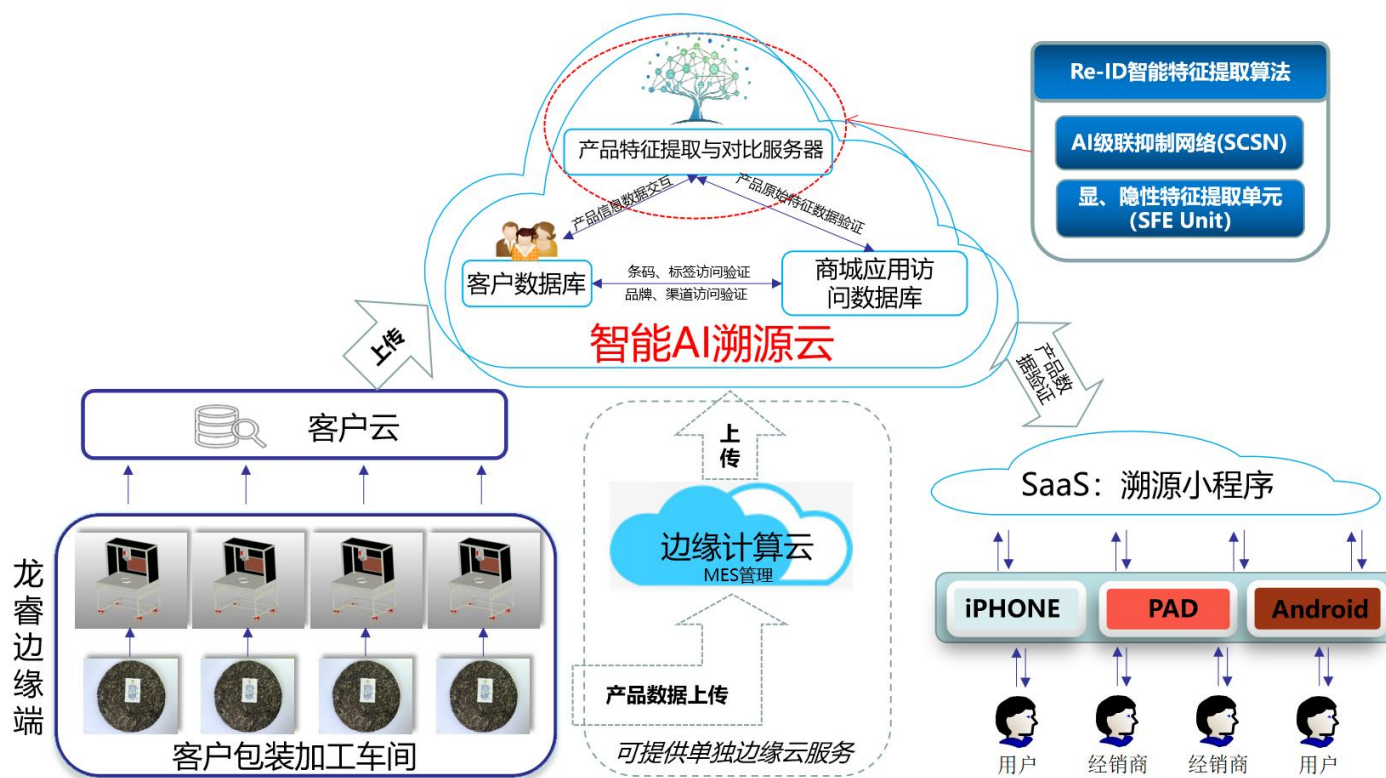 Re-ID智能特征提取算法
AI级联抑制网络(SCSN)
显、隐性特征提取单元
(SFE Unit)
产品特征提取与对比服务器
产品信息数据交互
产品原始特征数据验证
客户数据库
条码、标签访问验证
品牌、渠道访问验证
商城应用访
问数据库
智能AI溯源云
上传
产品数
据验证
客户云
上
传
SaaS：溯源小程序
边缘计算云
MES管理
龙睿边缘端
iPHONE
PAD
Android
产品数据上传
客户包装加工车间
可提供单独边缘云服务
用户
经销商
经销商
用户